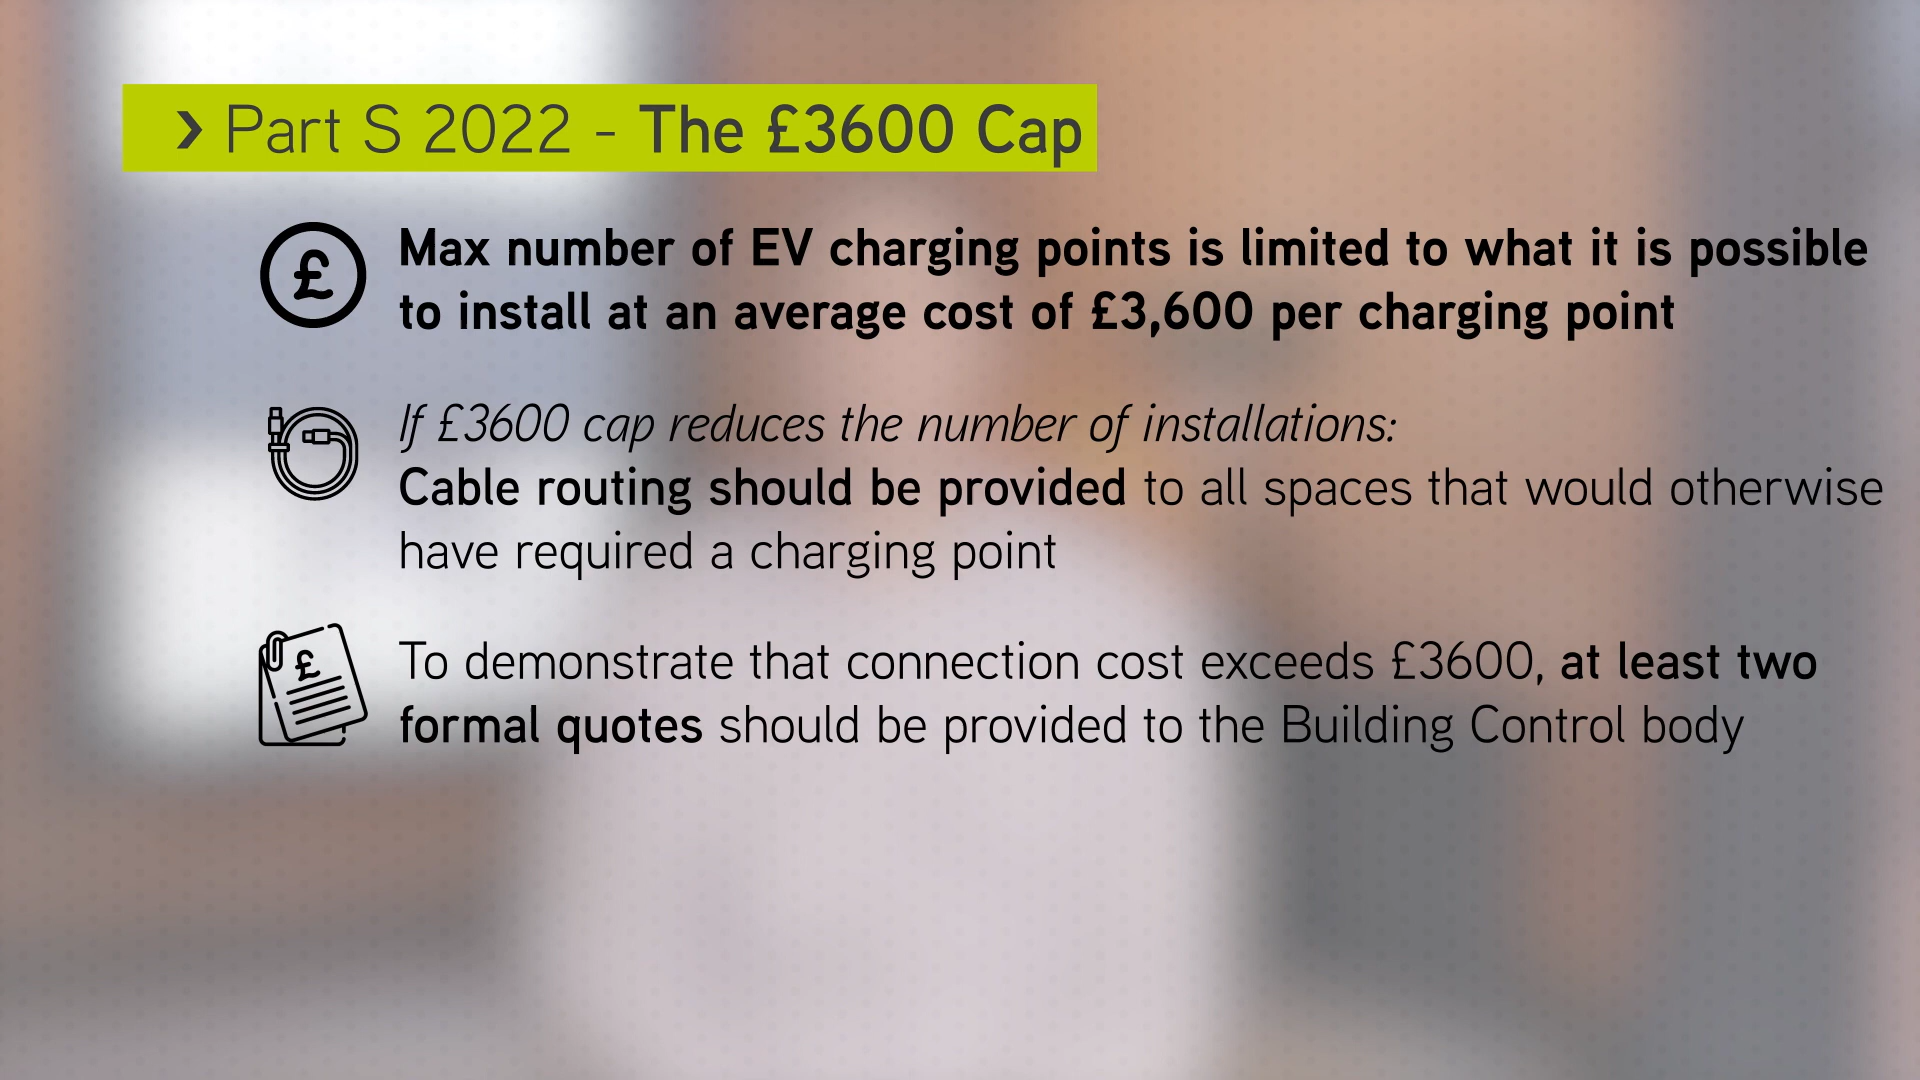 › Part S 2022 - The £3600 Cap
£
Max number of EV charging points is limited to what it is possible
to install at an average cost of £3,600 per charging point
If £3600 cap reduces the number of installations:
Cable routing should be provided to all spaces that would otherwise
have required a charging point
£
To demonstrate that connection cost exceeds £3600, at least two
formal quotes should be provided to the Building Control body